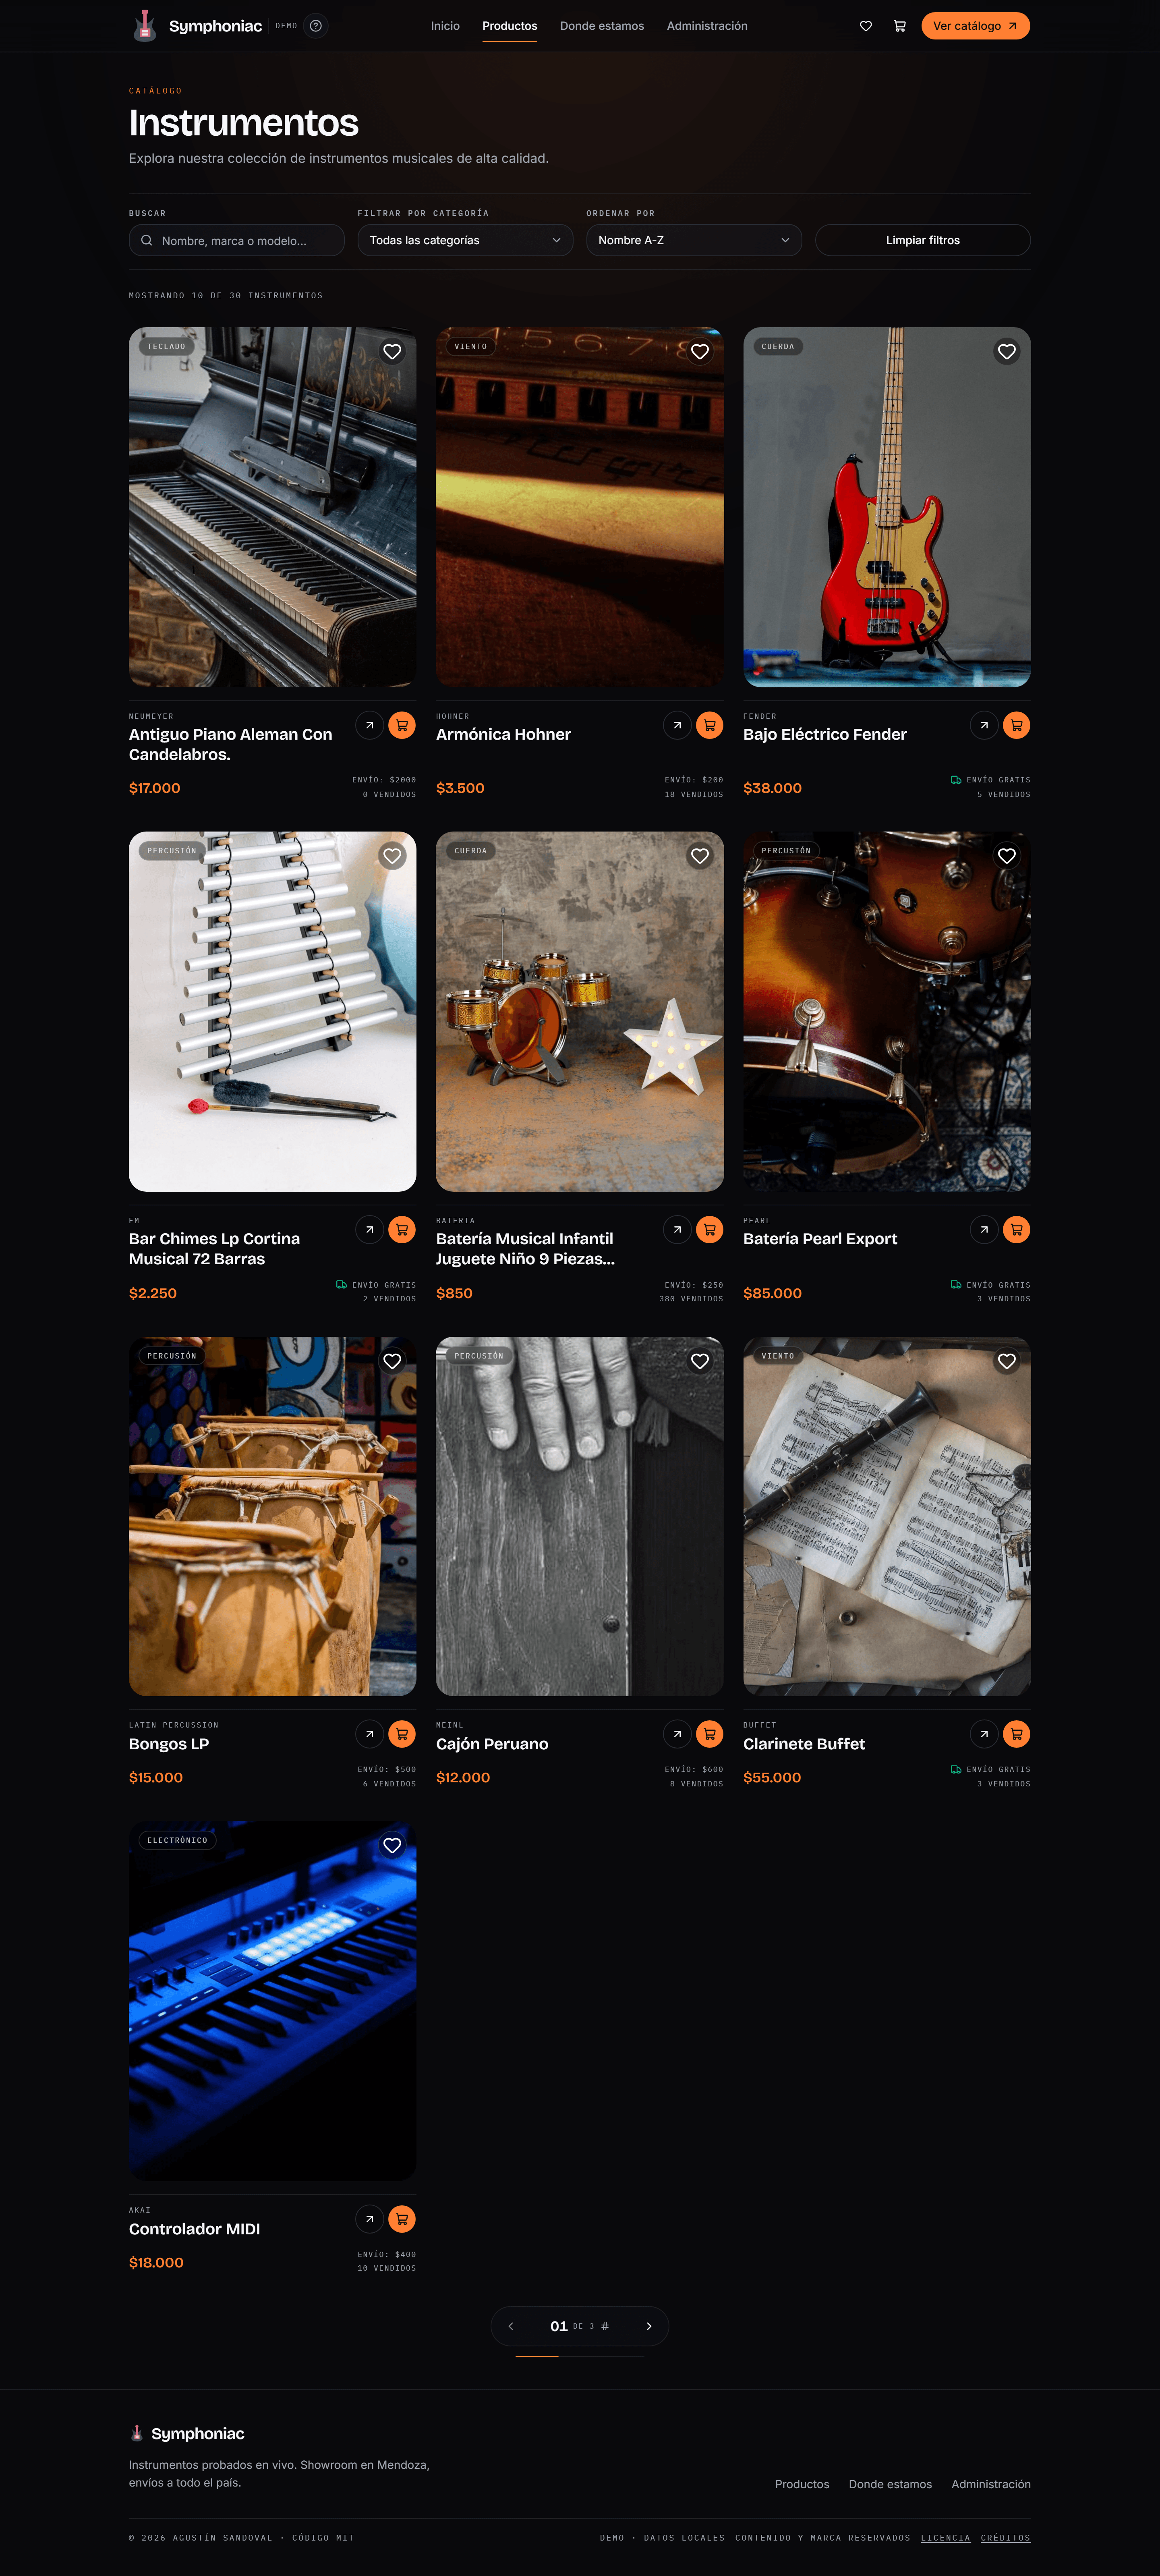 Symphoniac DEMO
Inicio Productos Donde estamos Administración
Ver catálogo
CATÁLOGO
Instrumentos
Explora nuestra colección de instrumentos musicales de alta calidad.
BUSCAR
Nombre, marca o modelo...
FILTRAR POR CATEGORÍA
Todas las categorías
ORDENAR POR
Nombre A-Z
Limpiar filtros
MOSTRANDO 10 DE 30 INSTRUMENTOS
TECLADO
NEUMEYER
Antiguo Piano Aleman Con
Candelabros.
$17.000
ENVÍO: $2000
0 VENDIDOS
VIENTO
4 5 6 7 8
HOHNER
Armónica Hohner
$3.500
ENVÍO: $200
18 VENDIDOS
CUERDA
FENDER
Bajo Eléctrico Fender
$38.000
ENVÍO GRATIS
5 VENDIDOS
PERCUSIÓN
FM
Bar Chimes Lp Cortina
Musical 72 Barras
$2.250
ENVÍO GRATIS
2 VENDIDOS
CUERDA
BATERIA
Batería Musical Infantil
Juguete Niño 9 Piezas...
$850
ENVÍO: $250
380 VENDIDOS
PERCUSIÓN
PEARL
Batería Pearl Export
$85.000
ENVÍO GRATIS
3 VENDIDOS
PERCUSIÓN
LATIN PERCUSSION
Bongos LP
$15.000
ENVÍO: $500
6 VENDIDOS
PERCUSIÓN
MEINL
Cajón Peruano
$12.000
ENVÍO: $600
8 VENDIDOS
VIENTO
BUFFET
Clarinete Buffet
$55.000
ENVÍO GRATIS
3 VENDIDOS
ELECTRÓNICO
AKAI
Controlador MIDI
$18.000
ENVÍO: $400
10 VENDIDOS
01 DE 3 #
Symphoniac
Instrumentos probados en vivo. Showroom en Mendoza,
envíos a todo el país.
Productos Donde estamos Administración
© 2026 AGUSTÍN SANDOVAL · CÓDIGO MIT
DEMO · DATOS LOCALES CONTENIDO Y MARCA RESERVADOS LICENCIA CRÉDITOS